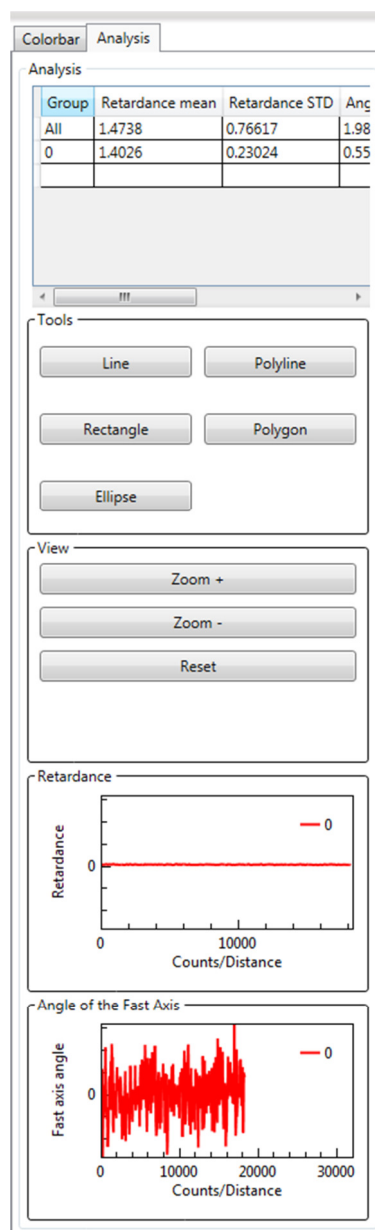 Colorbar Analysis
Analysis
Group Retardance mean Retardance STD Ang
All 1.4738 0.76617 1.98
0 1.4026 0.23024 0.55
Tools
Line Polyline
Rectangle Polygon
Ellipse
View
Zoom +
Zoom -
Reset
Retardance
Retardance
0
0
0 10000
Counts/Distance
Angle of the Fast Axis
Fast axis angle
0
0
0 10000 20000 30000
Counts/Distance